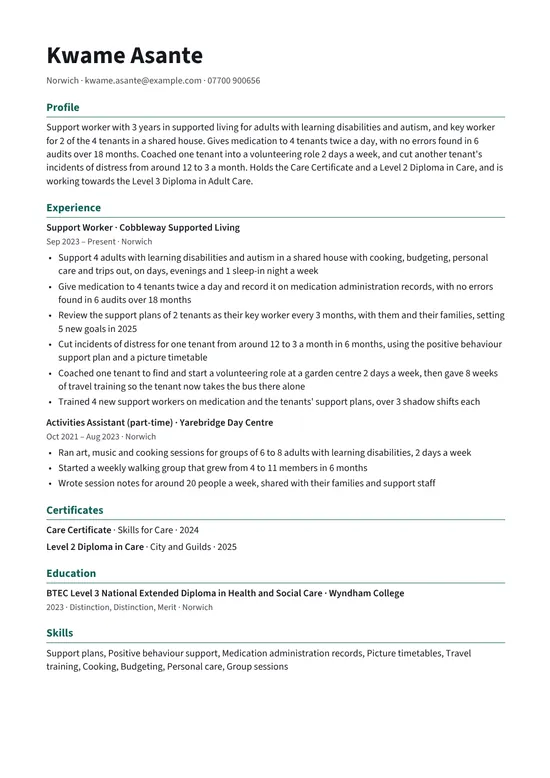 Kwame Asante
Norwich · kwame.asante@example.com · 07700 900656
Profile
Support worker with 3 years in supported living for adults with learning disabilities and autism, and key worker
for 2 of the 4 tenants in a shared house. Gives medication to 4 tenants twice a day, with no errors found in 6
audits over 18 months. Coached one tenant into a volunteering role 2 days a week, and cut another tenant's
incidents of distress from around 12 to 3 a month. Holds the Care Certificate and a Level 2 Diploma in Care, and is
working towards the Level 3 Diploma in Adult Care.
Experience
Support Worker · Cobbleway Supported Living
Sep 2023 – Present · Norwich
• Support 4 adults with learning disabilities and autism in a shared house with cooking, budgeting, personal
care and trips out, on days, evenings and 1 sleep-in night a week
• Give medication to 4 tenants twice a day and record it on medication administration records, with no errors
found in 6 audits over 18 months
• Review the support plans of 2 tenants as their key worker every 3 months, with them and their families, setting
5 new goals in 2025
• Cut incidents of distress for one tenant from around 12 to 3 a month in 6 months, using the positive behaviour
support plan and a picture timetable
• Coached one tenant to find and start a volunteering role at a garden centre 2 days a week, then gave 8 weeks
of travel training so the tenant now takes the bus there alone
• Trained 4 new support workers on medication and the tenants' support plans, over 3 shadow shifts each
Activities Assistant (part-time) · Yarebridge Day Centre
Oct 2021 – Aug 2023 · Norwich
• Ran art, music and cooking sessions for groups of 6 to 8 adults with learning disabilities, 2 days a week
• Started a weekly walking group that grew from 4 to 11 members in 6 months
• Wrote session notes for around 20 people a week, shared with their families and support staff
Certificates
Care Certificate · Skills for Care · 2024
Level 2 Diploma in Care · City and Guilds · 2025
Education
BTEC Level 3 National Extended Diploma in Health and Social Care · Wyndham College
2023 · Distinction, Distinction, Merit · Norwich
Skills
Support plans, Positive behaviour support, Medication administration records, Picture timetables, Travel
training, Cooking, Budgeting, Personal care, Group sessions